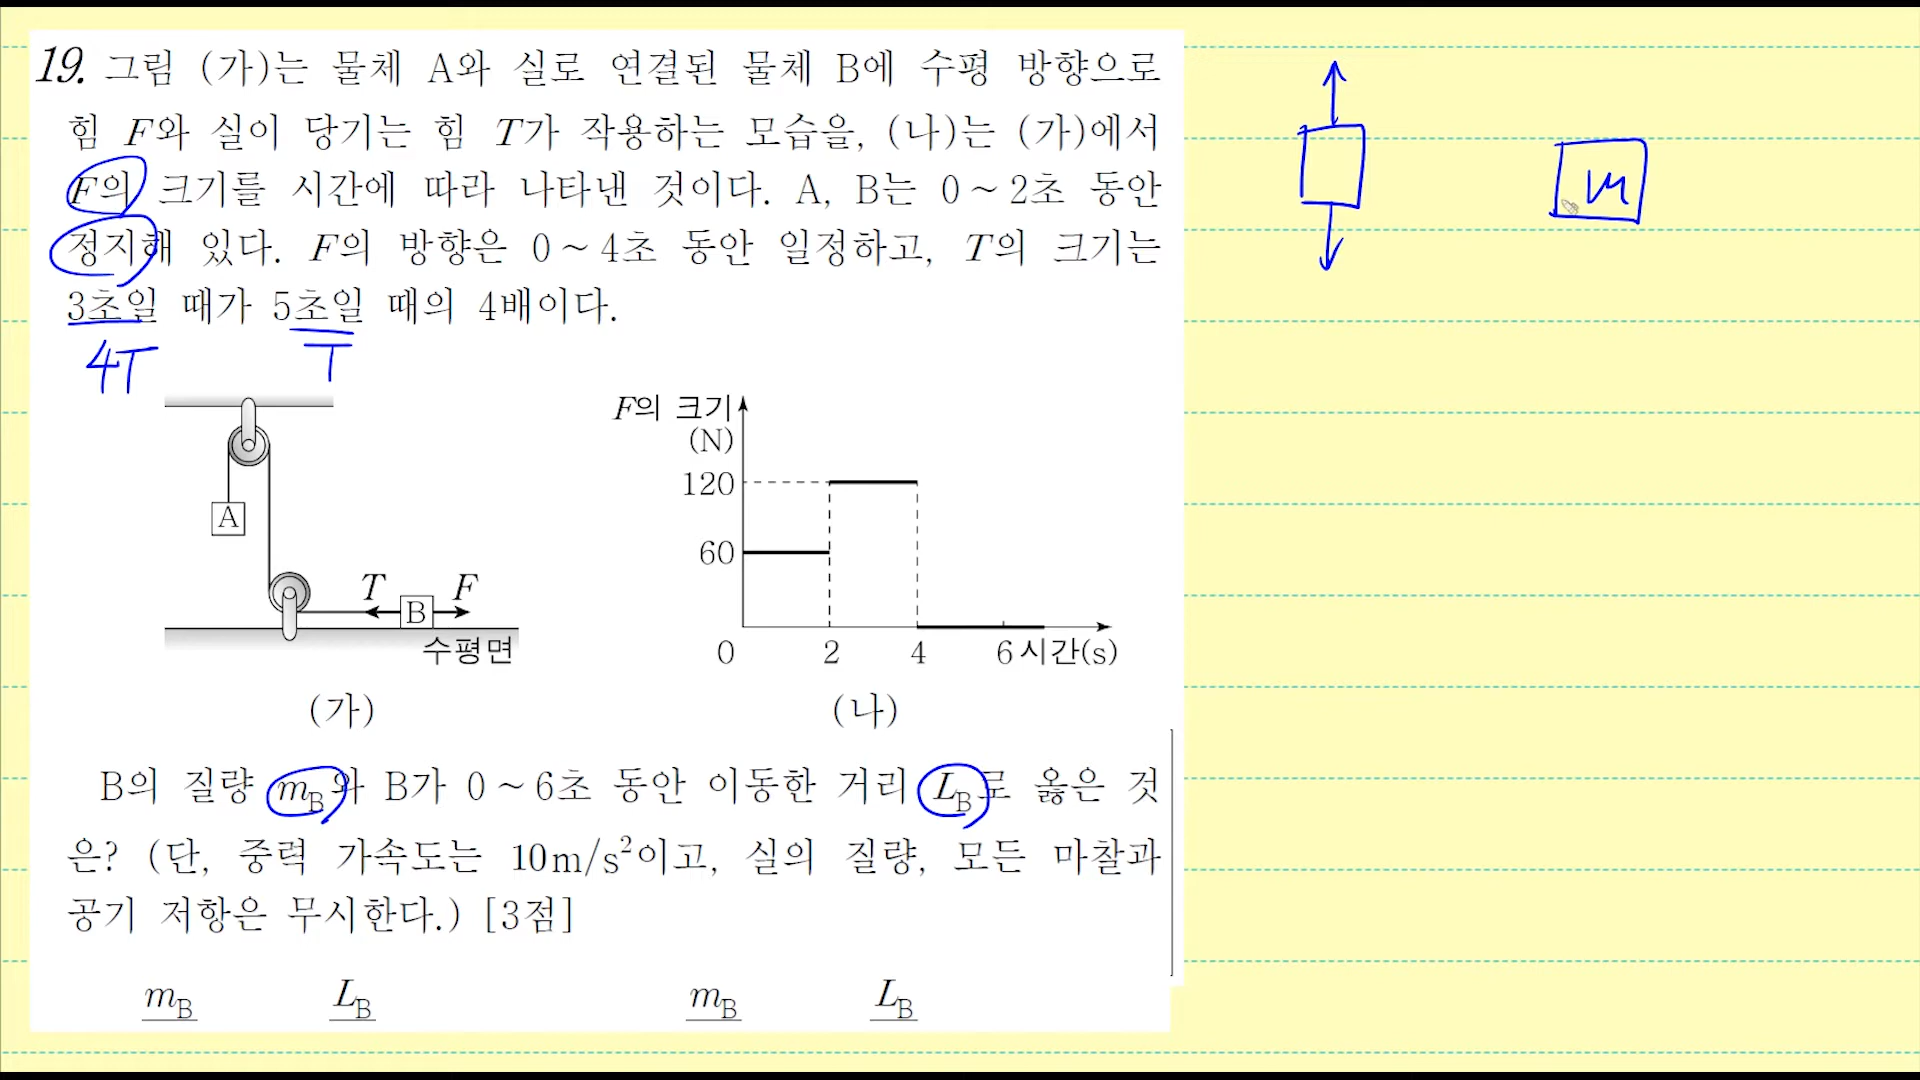 19. 그림 (가)는 물체 A와 실로 연결된 물체 B에 수평 방향으로
힘 F와 실이 당기는 힘 T가 작용하는 모습을, (나)는 (가)에서
F의 크기를 시간에 따라 나타낸 것이다. A, B는 0~2초 동안
정지해 있다. F의 방향은 0~4초 동안 일정하고, T의 크기는
3초일 때가 5초일 때의 4배이다.
4T T
A
T F
B
수평면
(가)
F의 크기
(N)
120
60
0 2 4 6 시간(s)
(나)
B의 질량 m_B와 B가 0~6초 동안 이동한 거리 L_B로 옳은 것
은? (단, 중력 가속도는 10m/s²이고, 실의 질량, 모든 마찰과
공기 저항은 무시한다.) [3점]
m_B L_B m_B L_B
m